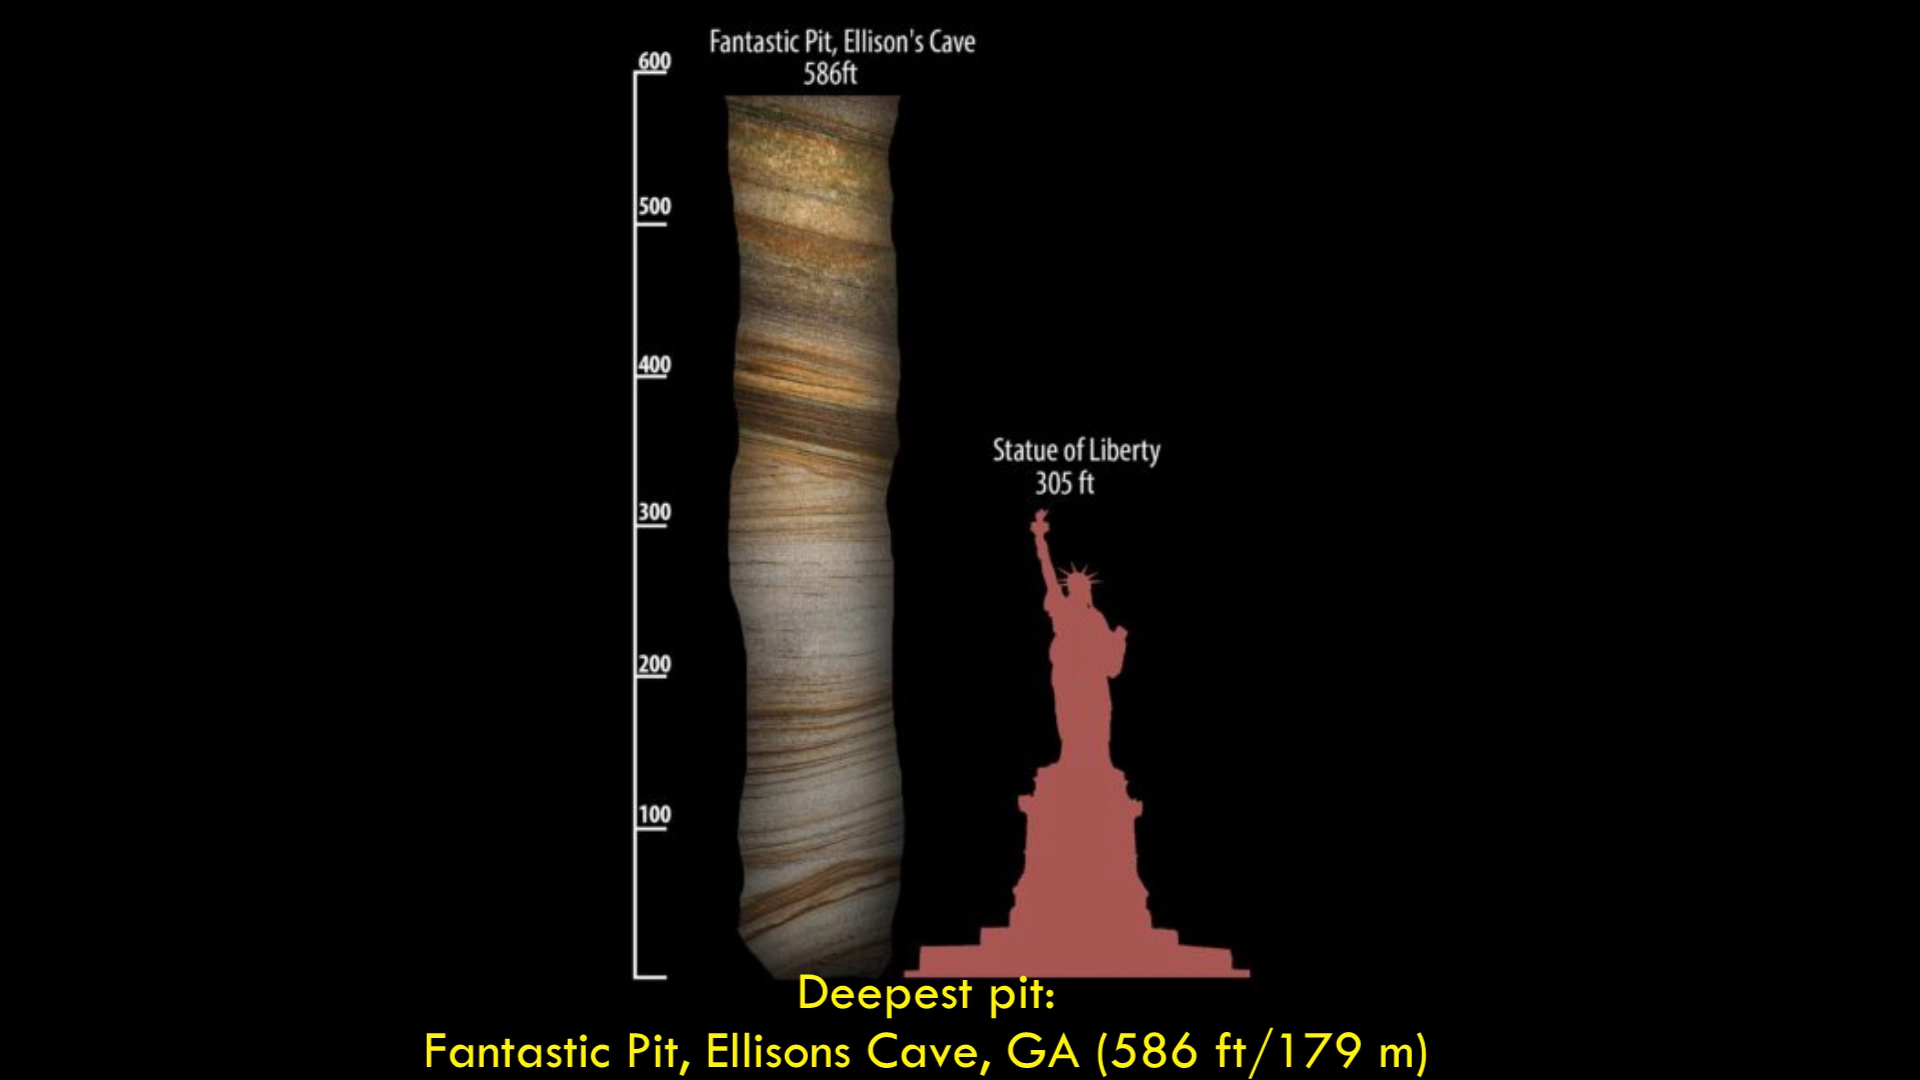 Fantastic Pit, Ellison's Cave
586ft
600
500
400
300
200
100
Statue of Liberty
305 ft
Deepest pit:
Fantastic Pit, Ellisons Cave, GA (586 ft/179 m)